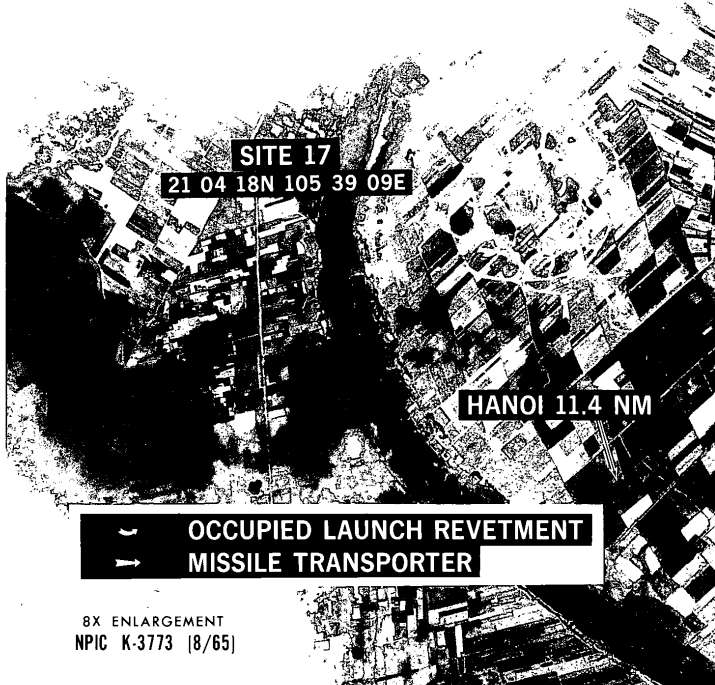 SITE 17
21 04 18N 105 39 09E
HANOI 11.4 NM
OCCUPIED LAUNCH REVETMENT
MISSILE TRANSPORTER
8X ENLARGEMENT
NPIC K-3773 (8/65)